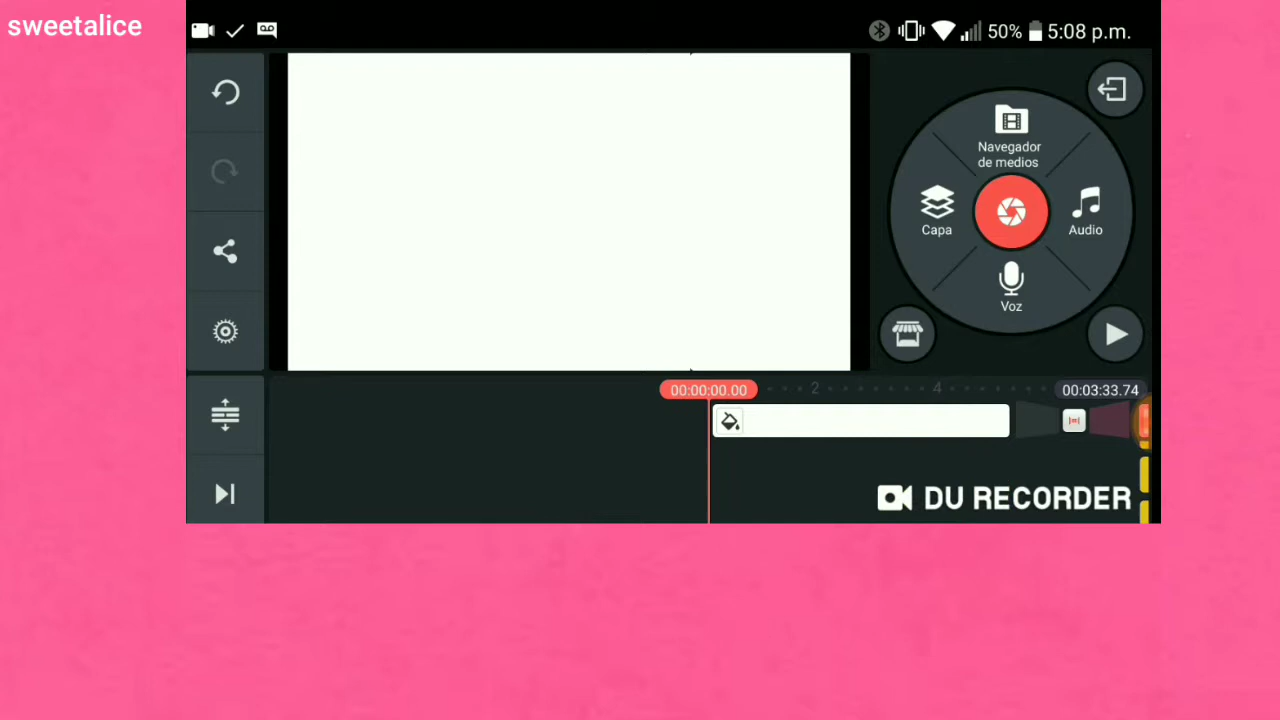 sweetalice
50% 5:08 p.m.
Navegador
de medios
Capa
Audio
Voz
00:00:00.00
2
4
00:03:33.74
DU RECORDER